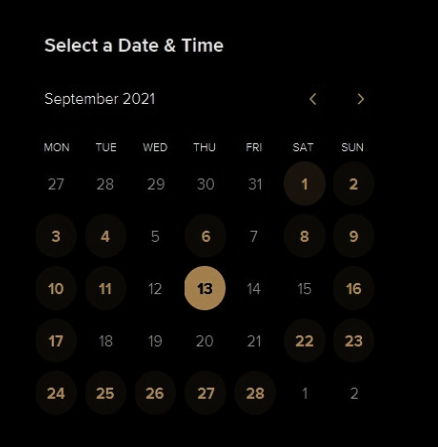 Select a Date & Time
September 2021
MON TUE WED THU FRI SAT SUN
27 28 29 30 31 1 2
3 4 5 6 7 8 9
10 11 12 13 14 15 16
17 18 19 20 21 22 23
24 25 26 27 28 1 2